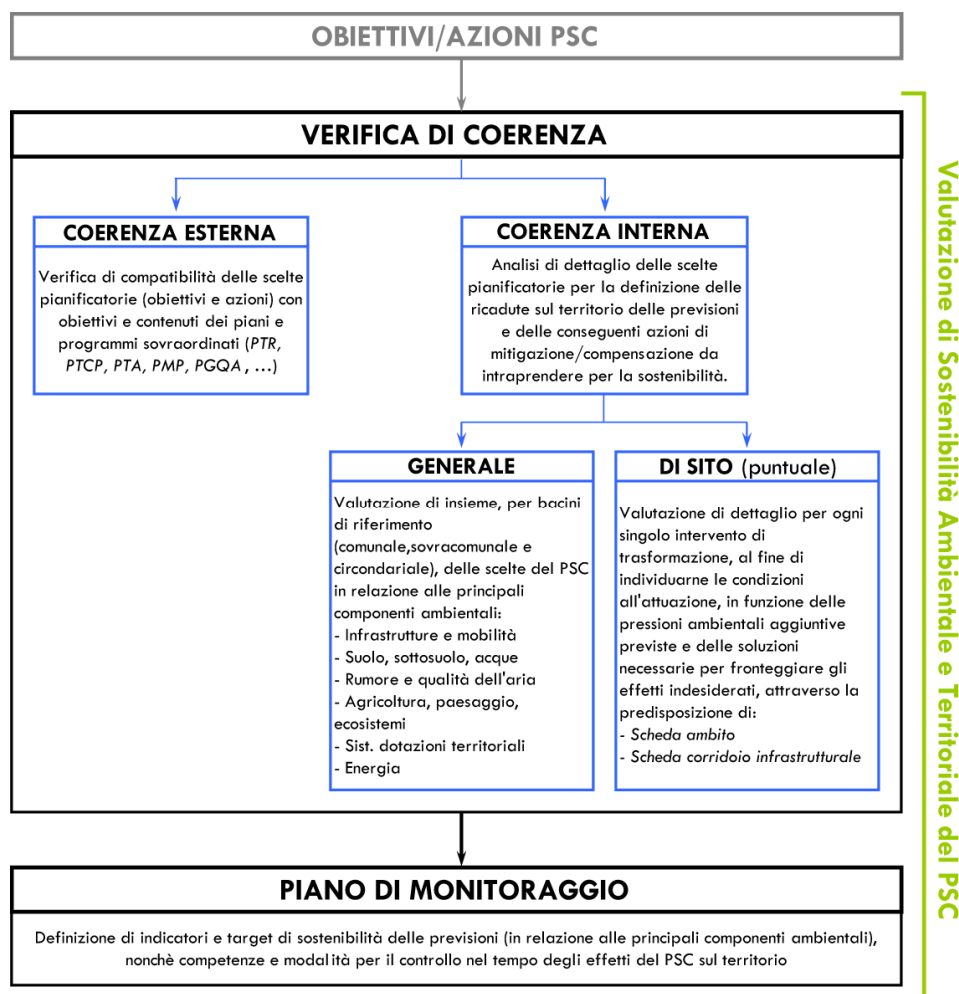 OBIETTIVI/AZIONI PSC
VERIFICA DI COERENZA
COERENZA ESTERNA
Verifica di compatibilità delle scelte
pianificatorie (obiettivi e azioni) con
obiettivi e contenuti dei piani e
programmi sovraordinati (PTR,
PTCP, PTA, PMP, PGQA , ...)
COERENZA INTERNA
Analisi di dettaglio delle scelte
pianificatorie per la definizione delle
ricadute sul territorio delle previsioni
e delle conseguenti azioni di
mitigazione/compensazione da
intraprendere per la sostenibilità.
GENERALE
Valutazione di insieme, per bacini
di riferimento
(comunale,sovracomunale e
circondariale), delle scelte del PSC
in relazione alle principali
componenti ambientali:
- Infrastrutture e mobilità
- Suolo, sottosuolo, acque
- Rumore e qualità dell'aria
- Agricoltura, paesaggio,
ecosistemi
- Sist. dotazioni territoriali
- Energia
DI SITO (puntuale)
Valutazione di dettaglio per ogni
singolo intervento di
trasformazione, al fine di
individuarne le condizioni
all'attuazione, in funzione delle
pressioni ambientali aggiuntive
previste e delle soluzioni
necessarie per fronteggiare gli
effetti indesiderati, attraverso la
predisposizione di:
- Scheda ambito
- Scheda corridoio infrastrutturale
PIANO DI MONITORAGGIO
Definizione di indicatori e target di sostenibilità delle previsioni (in relazione alle principali componenti ambientali),
nonchè competenze e modalità per il controllo nel tempo degli effetti del PSC sul territorio
Valutazione di Sostenibilità Ambientale e Territoriale del PSC